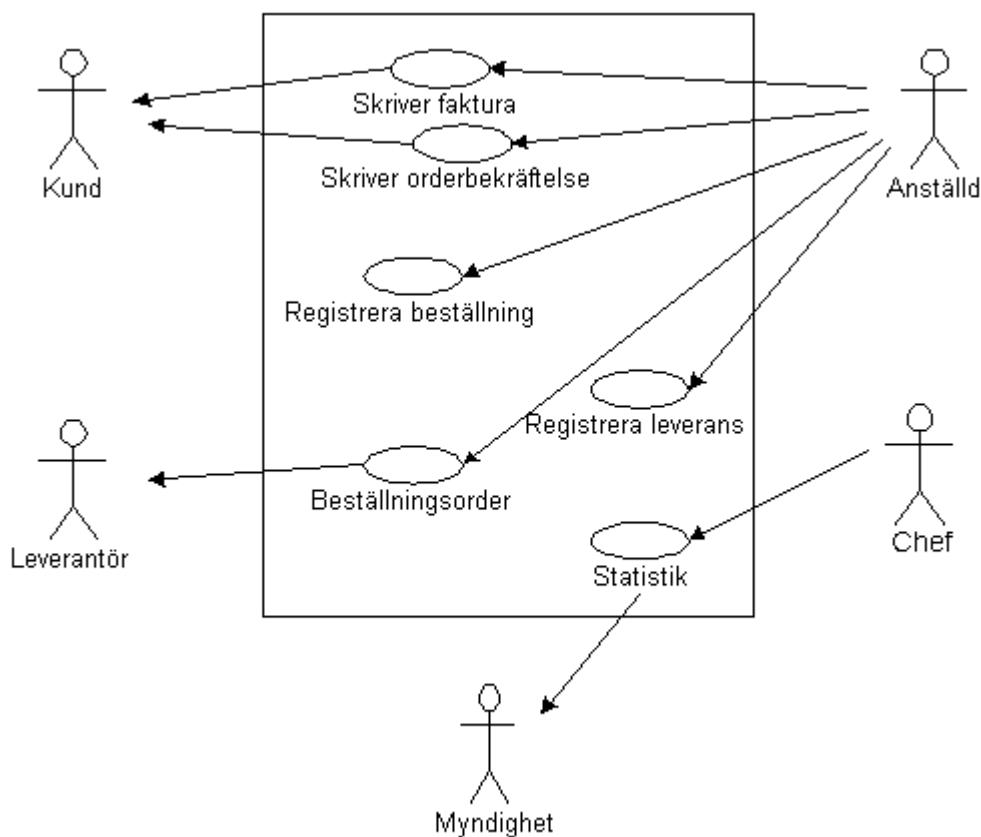 Skriver faktura
Kund
Skriver orderbekräftelse
Anställd
Registrera beställning
Registrera leverans
Beställningsorder
Leverantör
Chef
Statistik
Myndighet